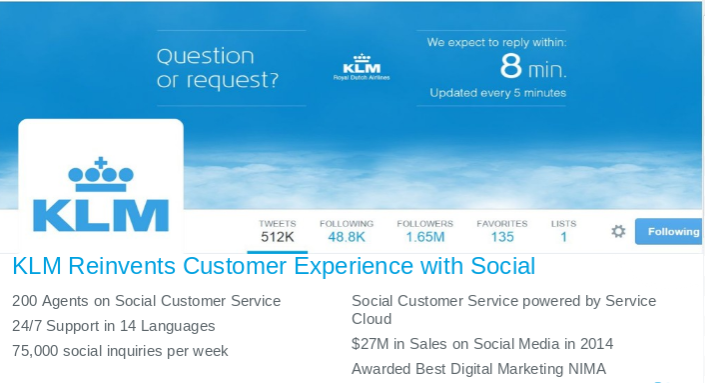 Question
or request?
KLM
Royal Dutch Airlines
We expect to reply within:
8 min.
Updated every 5 minutes
KLM
TWEETS
512K
FOLLOWING
48.8K
FOLLOWERS
1.65M
FAVORITES
135
LISTS
1
Following
KLM Reinvents Customer Experience with Social
200 Agents on Social Customer Service
24/7 Support in 14 Languages
75,000 social inquiries per week
Social Customer Service powered by Service
Cloud
$27M in Sales on Social Media in 2014
Awarded Best Digital Marketing NIMA